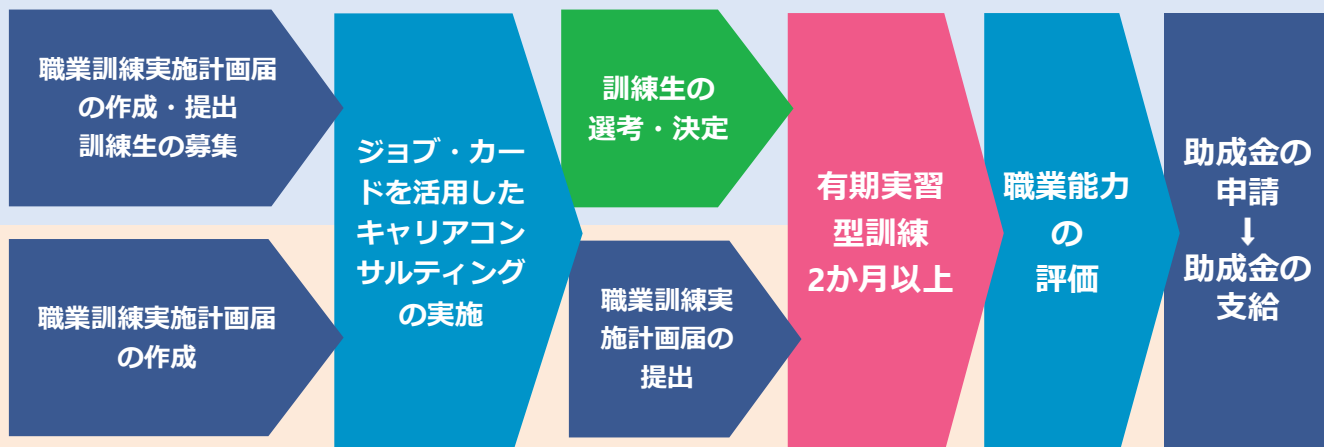 職業訓練実施計画届
の作成・提出
訓練生の募集
職業訓練実施計画届
の作成
ジョブ・カー
ドを活用した
キャリアコン
サルティング
の実施
訓練生の
選考・決定
職業訓練実
施計画届の
提出
有期実習
型訓練
2か月以上
職業能力
の
評価
助成金の
申請
↓
助成金の
支給